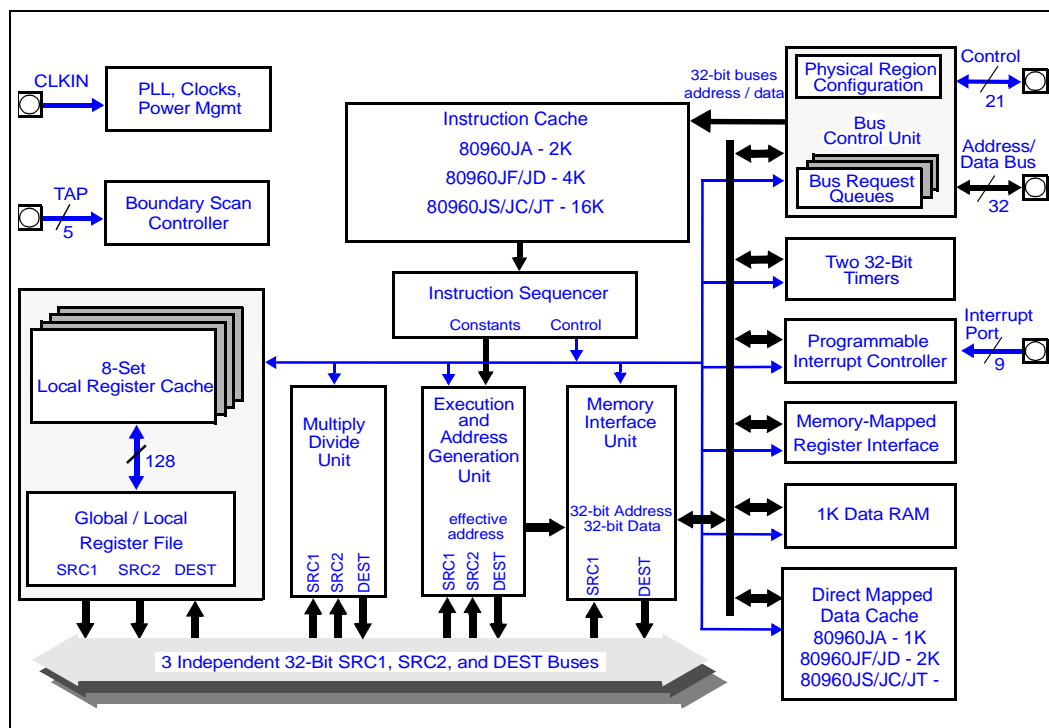 CLKIN
PLL, Clocks,
Power Mgmt
TAP
5
Boundary Scan
Controller
8-Set
Local Register Cache
128
Global / Local
Register File
SRC1 SRC2 DEST
Instruction Cache
80960JA - 2K
80960JF/JD - 4K
80960JS/JC/JT - 16K
Instruction Sequencer
Constants Control
Multiply
Divide
Unit
SRC1
SRC2
DEST
Execution
and
Address
Generation
Unit
effective
address
SRC1
SRC2
DEST
Memory
Interface
Unit
32-bit Address
32-bit Data
SRC1
DEST
3 Independent 32-Bit SRC1, SRC2, and DEST Buses
32-bit buses
address / data
Physical Region
Configuration
Bus
Control Unit
Bus Request
Queues
Control
21
Address/
Data Bus
32
Two 32-Bit
Timers
Programmable
Interrupt Controller
Interrupt
Port
9
Memory-Mapped
Register Interface
1K Data RAM
Direct Mapped
Data Cache
80960JA - 1K
80960JF/JD - 2K
80960JS/JC/JT -